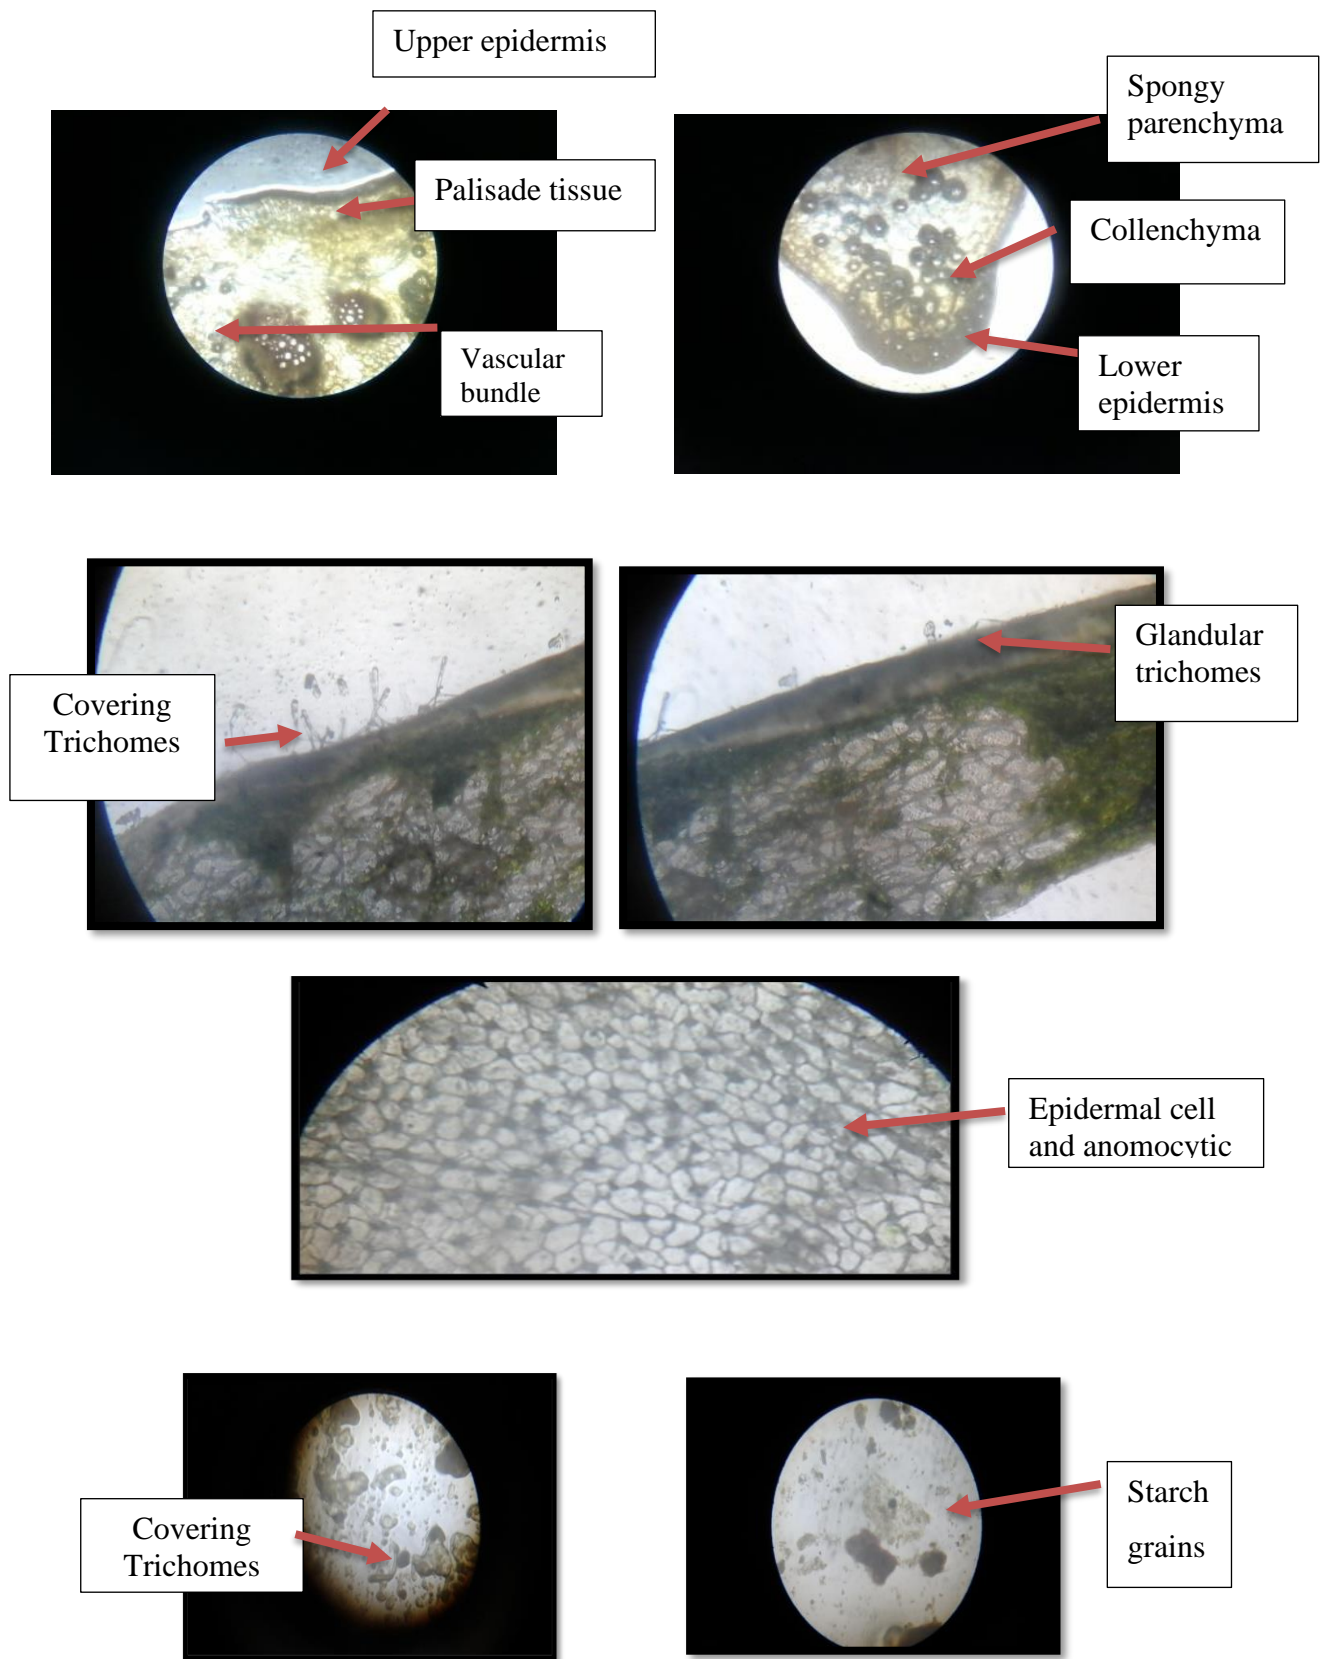 Upper epidermis
Spongy
parenchyma
Palisade tissue
Collenchyma
Vascular
bundle
Lower
epidermis
Glandular
trichomes
Covering
Trichomes
Epidermal cell
and anomocytic
Covering
Trichomes
Starch
grains